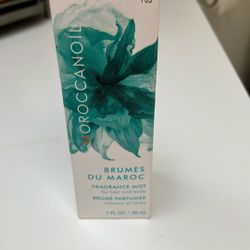 MOROCCANOIL
BRUMES
DU MAROC
FRAGRANCE MIST
for hair and body
BRUME PARFUMÉE
cheveux et corps
1 FL.OZ. / 30 ml